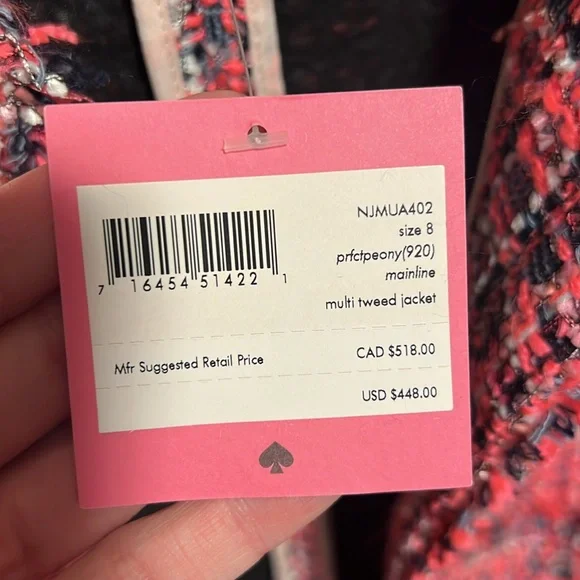 NJMUA402
size 8
prfctpeony(920)
mainline
multi tweed jacket
7 16454 51422 1
Mfr Suggested Retail Price CAD $518.00
USD $448.00